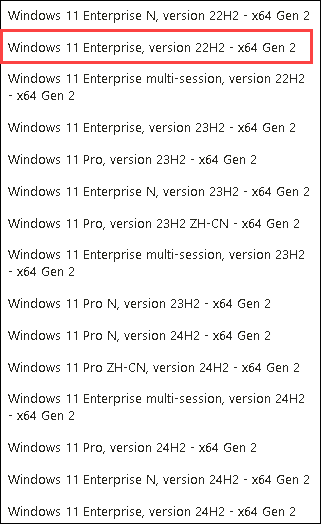 Windows 11 Enterprise N, version 22H2 - x64 Gen 2
Windows 11 Enterprise, version 22H2 - x64 Gen 2
Windows 11 Enterprise multi-session, version 22H2
- x64 Gen 2
Windows 11 Enterprise, version 23H2 - x64 Gen 2
Windows 11 Pro, version 23H2 - x64 Gen 2
Windows 11 Enterprise N, version 23H2 - x64 Gen 2
Windows 11 Pro, version 23H2 ZH-CN - x64 Gen 2
Windows 11 Enterprise multi-session, version 23H2
- x64 Gen 2
Windows 11 Pro N, version 23H2 - x64 Gen 2
Windows 11 Pro N, version 24H2 - x64 Gen 2
Windows 11 Pro ZH-CN, version 24H2 - x64 Gen 2
Windows 11 Enterprise multi-session, version 24H2
- x64 Gen 2
Windows 11 Pro, version 24H2 - x64 Gen 2
Windows 11 Enterprise N, version 24H2 - x64 Gen 2
Windows 11 Enterprise, version 24H2 - x64 Gen 2